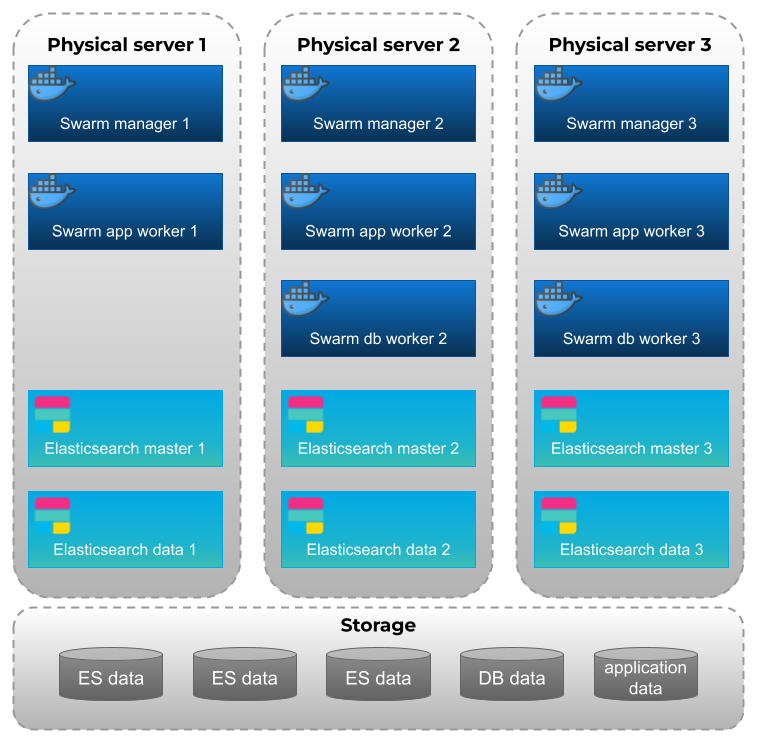 Physical server 1
Swarm manager 1
Swarm app worker 1
Elasticsearch master 1
Elasticsearch data 1
Physical server 2
Swarm manager 2
Swarm app worker 2
Swarm db worker 2
Elasticsearch master 2
Elasticsearch data 2
Physical server 3
Swarm manager 3
Swarm app worker 3
Swarm db worker 3
Elasticsearch master 3
Elasticsearch data 3
Storage
ES data
ES data
ES data
DB data
application
data